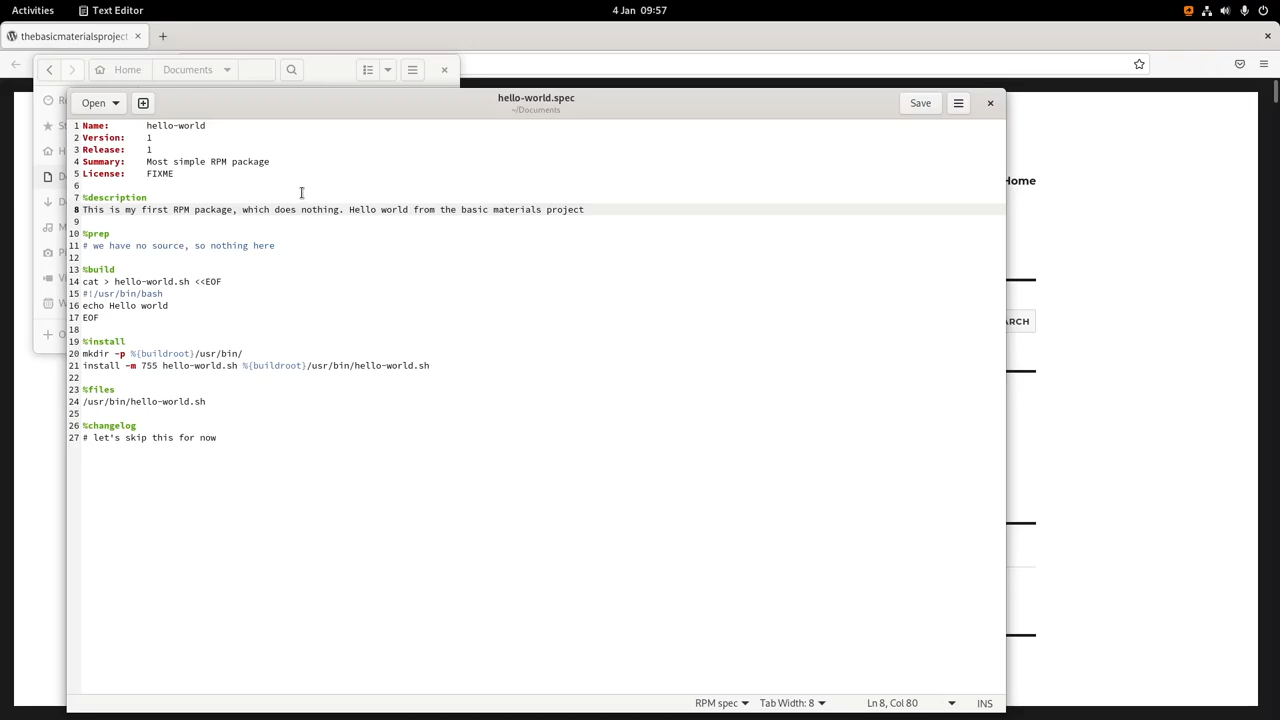 Activities Text Editor 4 Jan 09:57
thebasicmaterialsproject
Home Documents
Open hello-world.spec Save
~/Documents
1 Name: hello-world
2 Version: 1
3 Release: 1
4 Summary: Most simple RPM package
5 License: FIXME
6
7 %description
8 This is my first RPM package, which does nothing. Hello world from the basic materials project
9
10 %prep
11 # we have no source, so nothing here
12
13 %build
14 cat > hello-world.sh <<EOF
15 #!/usr/bin/bash
16 echo Hello world
17 EOF
18
19 %install
20 mkdir -p %{buildroot}/usr/bin/
21 install -m 755 hello-world.sh %{buildroot}/usr/bin/hello-world.sh
22
23 %files
24 /usr/bin/hello-world.sh
25
26 %changelog
27 # let's skip this for now
Home
ARCH
RPM spec Tab Width: 8 Ln 8, Col 80 INS